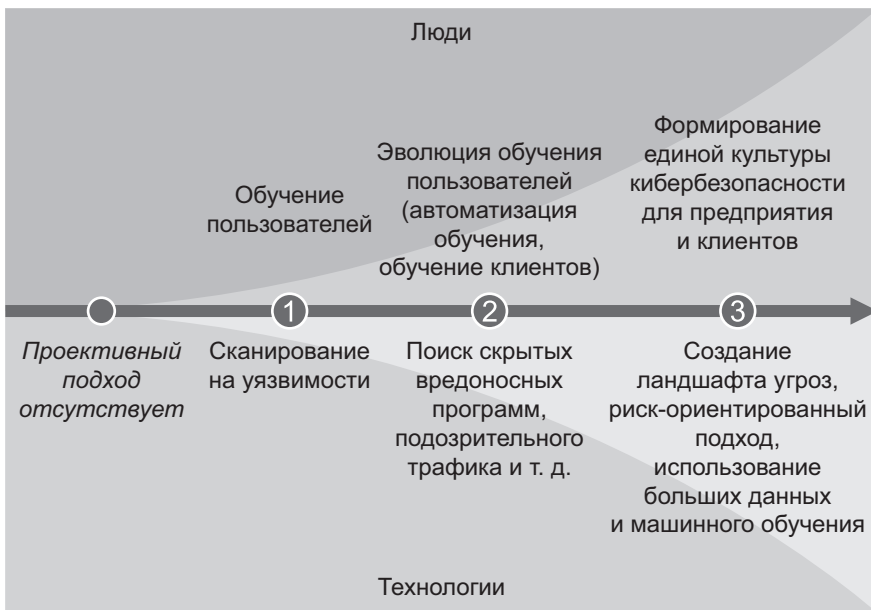 Люди
Обучение
пользователей
Эволюция обучения
пользователей
(автоматизация
обучения,
обучение клиентов)
Формирование
единой культуры
кибербезопасности
для предприятия
и клиентов
1
2
3
Проективный
подход
отсутствует
Сканирование
на уязвимости
Поиск скрытых
вредоносных
программ,
подозрительного
трафика и т. д.
Создание
ландшафта угроз,
риск-ориентированный
подход,
использование
больших данных
и машинного обучения
Технологии